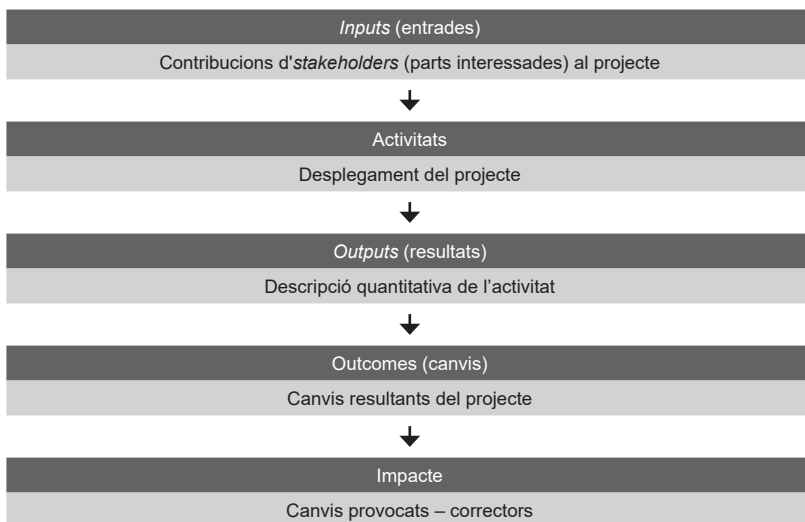 Inputs (entrades)
Contribucions d'stakeholders (parts interessades) al projecte
Activitats
Desplegament del projecte
Outputs (resultats)
Descripció quantitativa de l’activitat
Outcomes (canvis)
Canvis resultants del projecte
Impacte
Canvis provocats – correctors